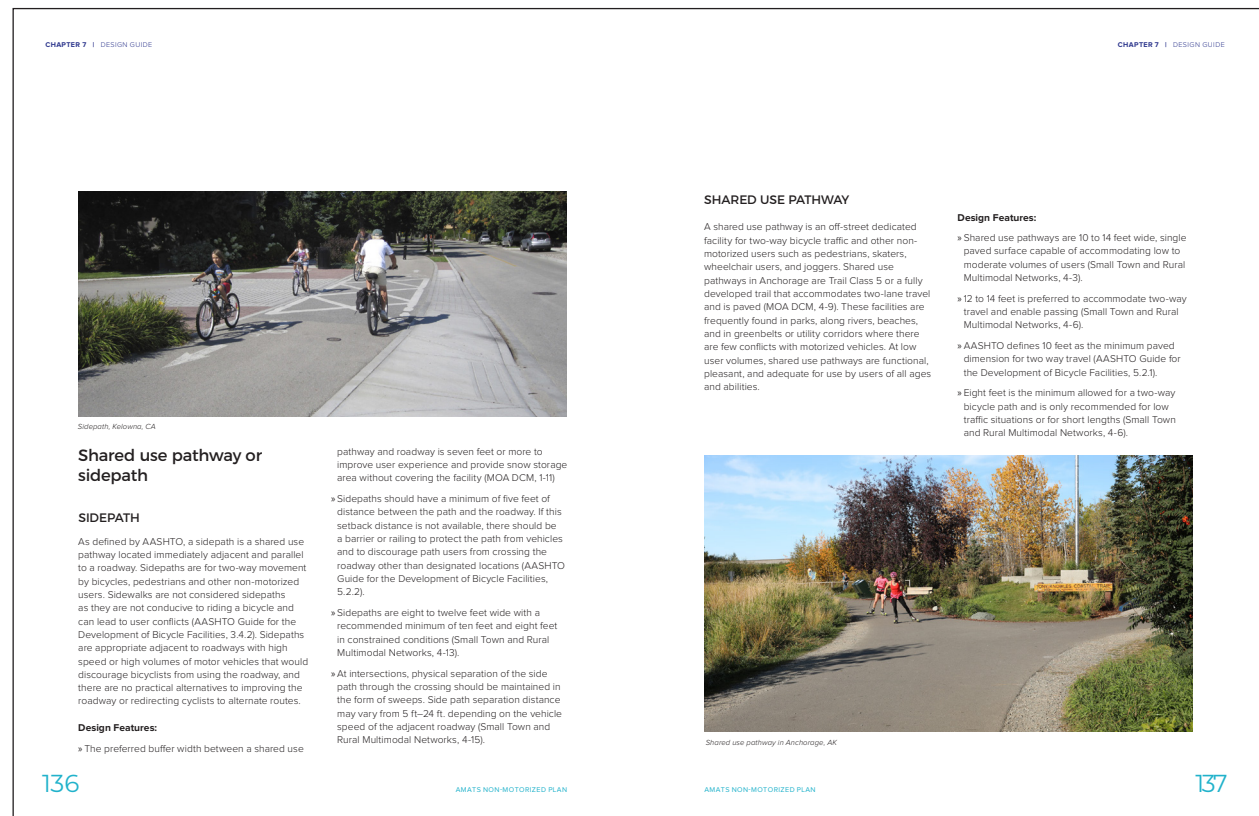 CHAPTER 7 | DESIGN GUIDE
Sidepath, Kelowna, CA
Shared use pathway or
sidepath
SIDEPATH
As defined by AASHTO, a sidepath is a shared use
pathway located immediately adjacent and parallel
to a roadway. Sidepaths are for two-way movement
by bicycles, pedestrians and other non-motorized
users. Sidewalks are not considered sidepaths
as they are not conducive to riding a bicycle and
can lead to user conflicts (AASHTO Guide for the
Development of Bicycle Facilities, 3.4.2). Sidepaths
are appropriate adjacent to roadways with high
speed or high volumes of motor vehicles that would
discourage bicyclists from using the roadway, and
there are no practical alternatives to improving the
roadway or redirecting cyclists to alternate routes.
Design Features:
» The preferred buffer width between a shared use
pathway and roadway is seven feet or more to
improve user experience and provide snow storage
area without covering the facility (MOA DCM, 1-11)
» Sidepaths should have a minimum of five feet of
distance between the path and the roadway. If this
setback distance is not available, there should be
a barrier or railing to protect the path from vehicles
and to discourage path users from crossing the
roadway other than designated locations (AASHTO
Guide for the Development of Bicycle Facilities,
5.2.2).
» Sidepaths are eight to twelve feet wide with a
recommended minimum of ten feet and eight feet
in constrained conditions (Small Town and Rural
Multimodal Networks, 4-13).
» At intersections, physical separation of the side
path through the crossing should be maintained in
the form of sweeps. Side path separation distance
may vary from 5 ft–24 ft. depending on the vehicle
speed of the adjacent roadway (Small Town and
Rural Multimodal Networks, 4-15).
136
AMATS NON-MOTORIZED PLAN
CHAPTER 7 | DESIGN GUIDE
SHARED USE PATHWAY
A shared use pathway is an off-street dedicated
facility for two-way bicycle traffic and other non-
motorized users such as pedestrians, skaters,
wheelchair users, and joggers. Shared use
pathways in Anchorage are Trail Class 5 or a fully
developed trail that accommodates two-lane travel
and is paved (MOA DCM, 4-9). These facilities are
frequently found in parks, along rivers, beaches,
and in greenbelts or utility corridors where there
are few conflicts with motorized vehicles. At low
user volumes, shared use pathways are functional,
pleasant, and adequate for use by users of all ages
and abilities.
Design Features:
» Shared use pathways are 10 to 14 feet wide, single
paved surface capable of accommodating low to
moderate volumes of users (Small Town and Rural
Multimodal Networks, 4-3).
» 12 to 14 feet is preferred to accommodate two-way
travel and enable passing (Small Town and Rural
Multimodal Networks, 4-6).
» AASHTO defines 10 feet as the minimum paved
dimension for two way travel (AASHTO Guide for
the Development of Bicycle Facilities, 5.2.1).
» Eight feet is the minimum allowed for a two-way
bicycle path and is only recommended for low
traffic situations or for short lengths (Small Town
and Rural Multimodal Networks, 4-6).
TONY KNOWLES COASTAL TRAIL
Shared use pathway in Anchorage, AK
AMATS NON-MOTORIZED PLAN
137